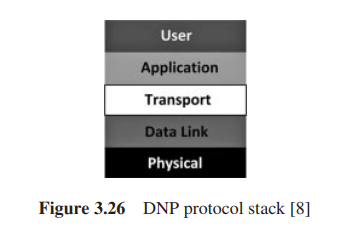 User
Application
Transport
Data Link
Physical
Figure 3.26 DNP protocol stack [8]